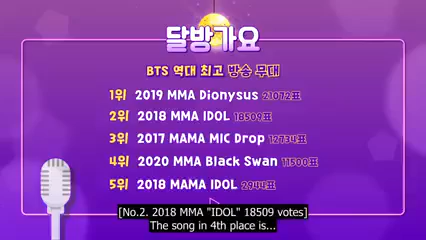 달방가요
BTS 역대 최고 방송 무대
1위 2019 MMA Dionysus 21072표
2위 2018 MMA IDOL 18509표
3위 2017 MAMA MIC Drop 12734표
4위 2020 MMA Black Swan 11500표
5위 2018 MAMA IDOL 2944표
[No.2. 2018 MMA "IDOL" 18509 votes]
The song in 4th place is...